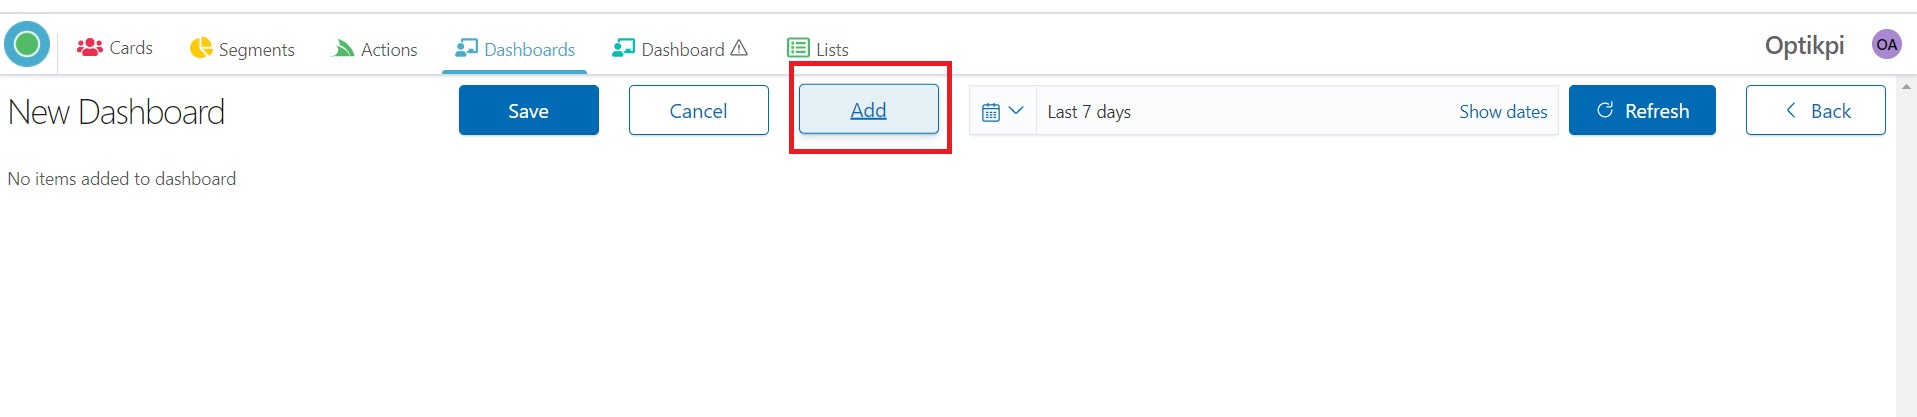 Cards Segments Actions Dashboards Dashboard Lists Optikpi OA
New Dashboard Save Cancel Add Last 7 days Show dates Refresh Back
No items added to dashboard